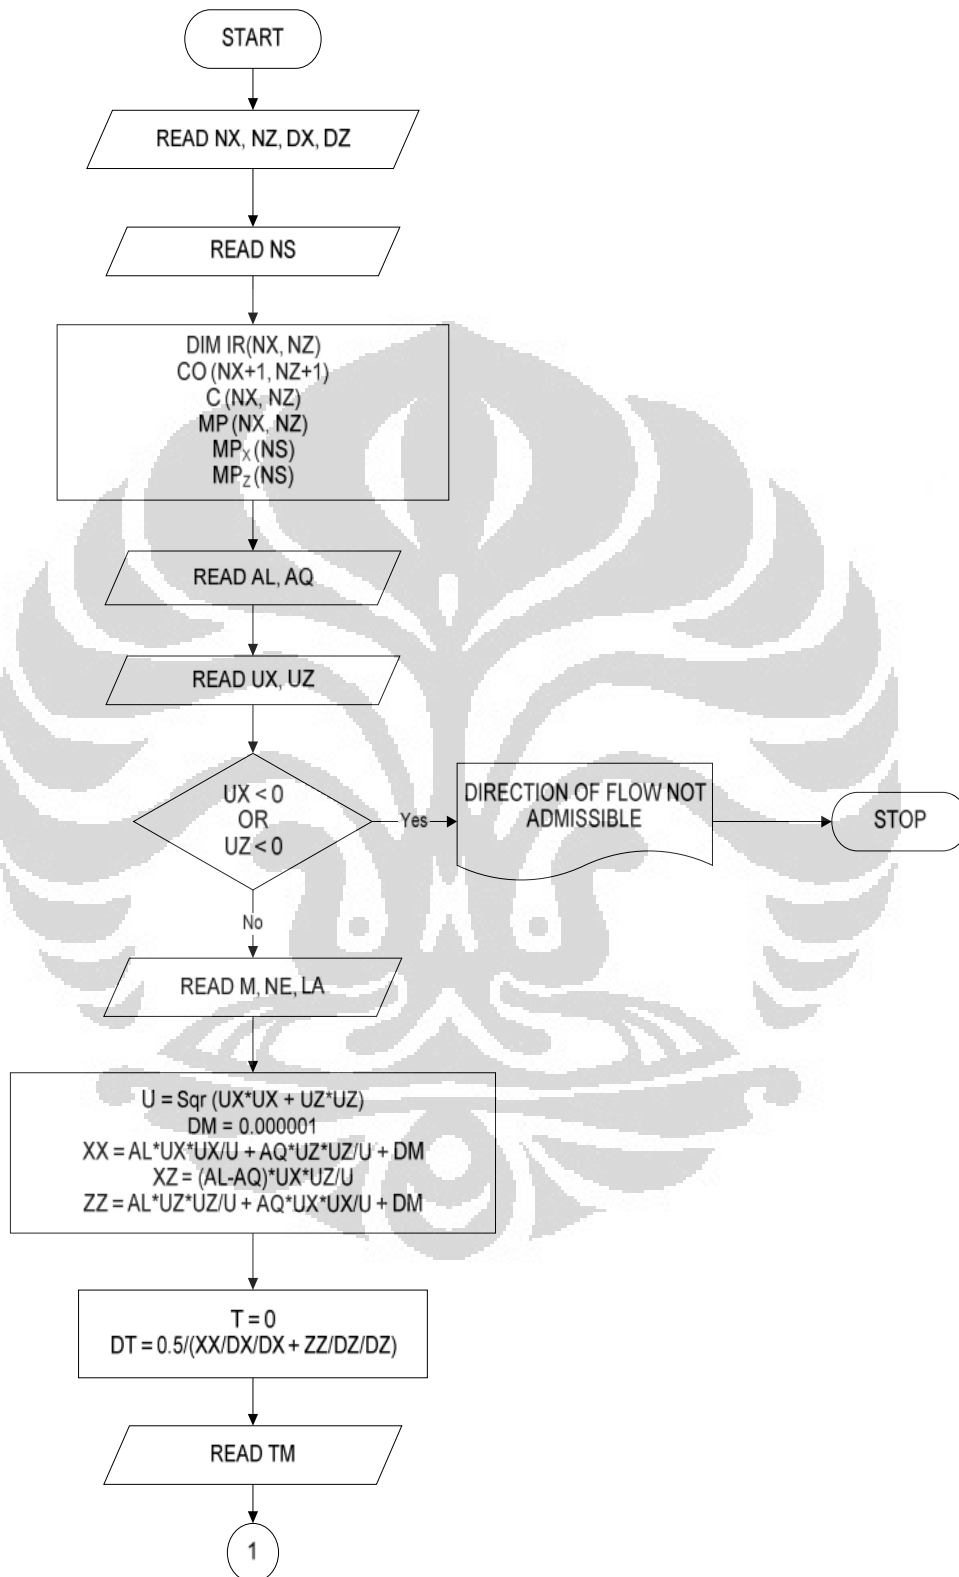 START
READ NX, NZ, DX, DZ
READ NS
DIM IR(NX, NZ)
CO (NX+1, NZ+1)
C (NX, NZ)
MP (NX, NZ)
MPX (NS)
MPZ (NS)
READ AL, AQ
READ UX, UZ
UX < 0
OR
UZ < 0
Yes
DIRECTION OF FLOW NOT
ADMISSIBLE
STOP
No
READ M, NE, LA
U = Sqr (UX*UX + UZ*UZ)
DM = 0.000001
XX = AL*UX*UX/U + AQ*UZ*UZ/U + DM
XZ = (AL-AQ)*UX*UZ/U
ZZ = AL*UZ*UZ/U + AQ*UX*UX/U + DM
T = 0
DT = 0.5/(XX/DX/DX + ZZ/DZ/DZ)
READ TM
1